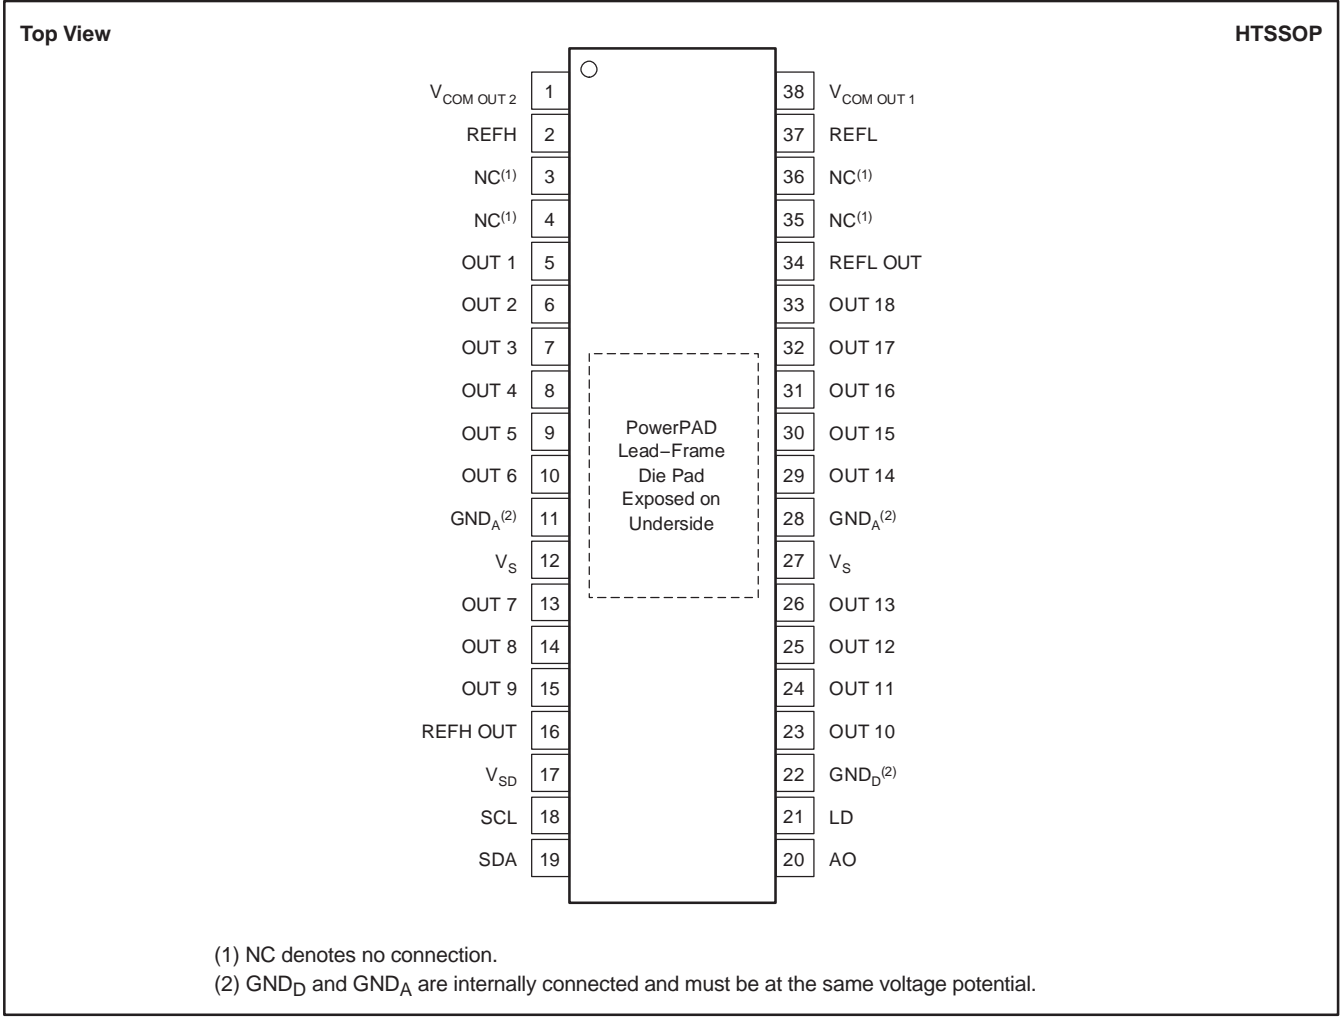 Top View HTSSOP
V_COM OUT 2 1 38 V_COM OUT 1
REFH 2 37 REFL
NC(1) 3 36 NC(1)
NC(1) 4 35 NC(1)
OUT 1 5 34 REFL OUT
OUT 2 6 33 OUT 18
OUT 3 7 32 OUT 17
OUT 4 8 31 OUT 16
OUT 5 9 30 OUT 15
OUT 6 10 29 OUT 14
GND_A(2) 11 28 GND_A(2)
V_S 12 27 V_S
OUT 7 13 26 OUT 13
OUT 8 14 25 OUT 12
OUT 9 15 24 OUT 11
REFH OUT 16 23 OUT 10
V_SD 17 22 GND_D(2)
SCL 18 21 LD
SDA 19 20 AO
PowerPAD
Lead−Frame
Die Pad
Exposed on
Underside
(1) NC denotes no connection.
(2) GND_D and GND_A are internally connected and must be at the same voltage potential.